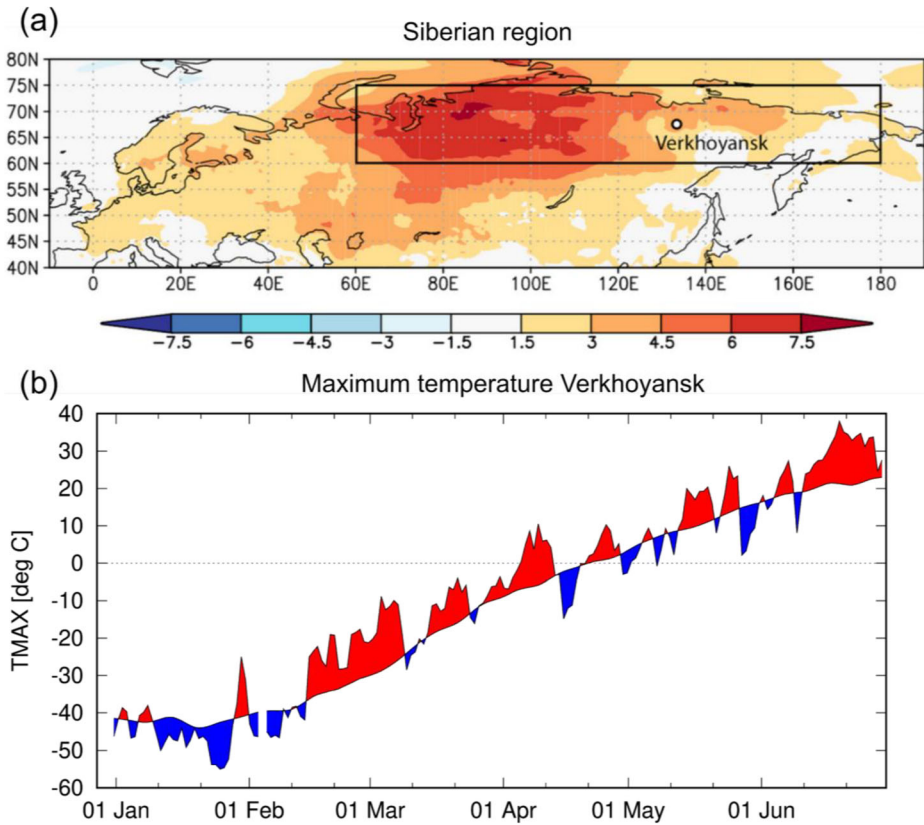 (a)
Siberian region
80N
75N
70N
65N
60N
55N
50N
45N
40N
Verkhoyansk
0 20E 40E 60E 80E 100E 120E 140E 160E 180 190
−7.5 −6 −4.5 −3 −1.5 1.5 3 4.5 6 7.5
(b)
Maximum temperature Verkhoyansk
TMAX [deg C]
40
30
20
10
0
-10
-20
-30
-40
-50
-60
01 Jan 01 Feb 01 Mar 01 Apr 01 May 01 Jun